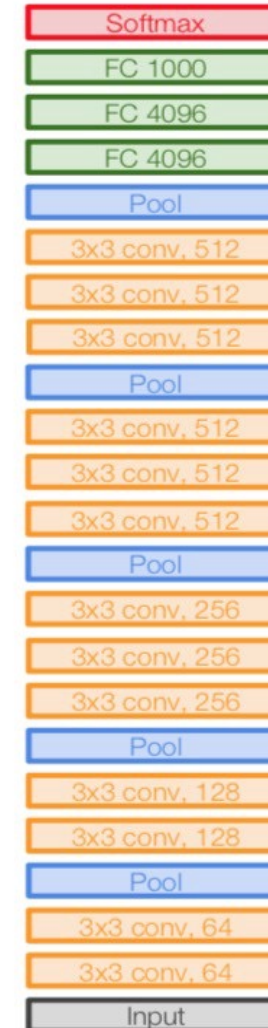 Softmax
FC 1000
FC 4096
FC 4096
Pool
3x3 conv, 512
3x3 conv, 512
3x3 conv, 512
Pool
3x3 conv, 512
3x3 conv, 512
3x3 conv, 512
Pool
3x3 conv, 256
3x3 conv, 256
3x3 conv, 256
Pool
3x3 conv, 128
3x3 conv, 128
Pool
3x3 conv, 64
3x3 conv, 64
Input